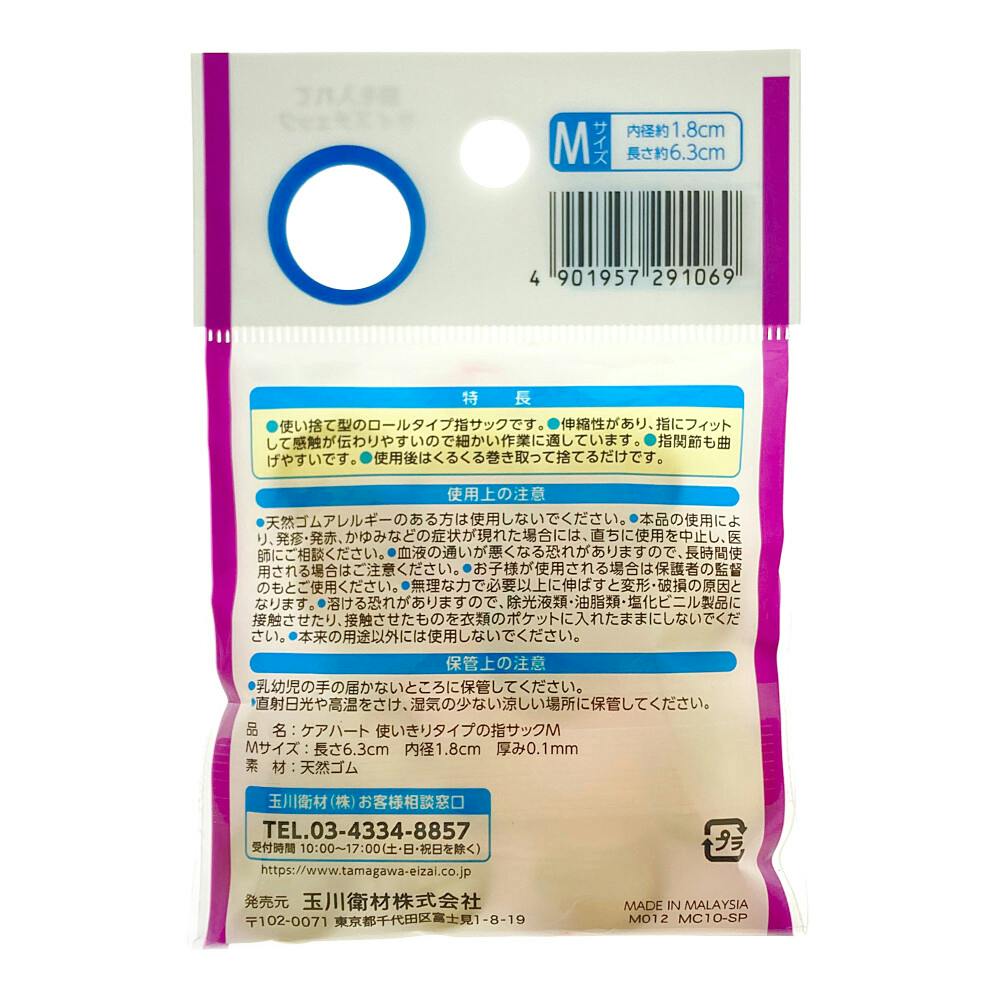 指を入れて
サイズチェック
Mサイズ 内径約1.8cm
長さ約6.3cm
4 901957 291069
特 長
●使い捨て型のロールタイプ指サックです。●伸縮性があり、指にフィット
して感触が伝わりやすいので細かい作業に適しています。●指関節も曲
げやすいです。●使用後はくるくる巻き取って捨てるだけです。
使用上の注意
●天然ゴムアレルギーのある方は使用しないでください。●本品の使用によ
り、発疹・発赤、かゆみなどの症状が現れた場合には、直ちに使用を中止し、医
師にご相談ください。●血液の通いが悪くなる恐れがありますので、長時間使
用される場合はご注意ください。●お子様が使用される場合は保護者の監督
のもとご使用ください。●無理な力で必要以上に伸ばすと変形・破損の原因と
なります。●溶ける恐れがありますので、除光液類・油脂類・塩化ビニル製品に
接触させたり、接触させたものを衣類のポケットに入れたままにしないでくだ
さい。●本来の用途以外には使用しないでください。
保管上の注意
●乳幼児の手の届かないところに保管してください。
●直射日光や高温をさけ、湿気の少ない涼しい場所に保管してください。
品 名：ケアハート 使いきりタイプの指サックM
Mサイズ：長さ6.3cm 内径1.8cm 厚み0.1mm
素 材：天然ゴム
玉川衛材(株)お客様相談窓口
TEL.03-4334-8857
受付時間 10:00〜17:00(土・日・祝日を除く)
https://www.tamagawa-eizai.co.jp
プラ
発売元 玉川衛材株式会社
〒102-0071 東京都千代田区富士見1-8-19
MADE IN MALAYSIA
M012 MC10-SP